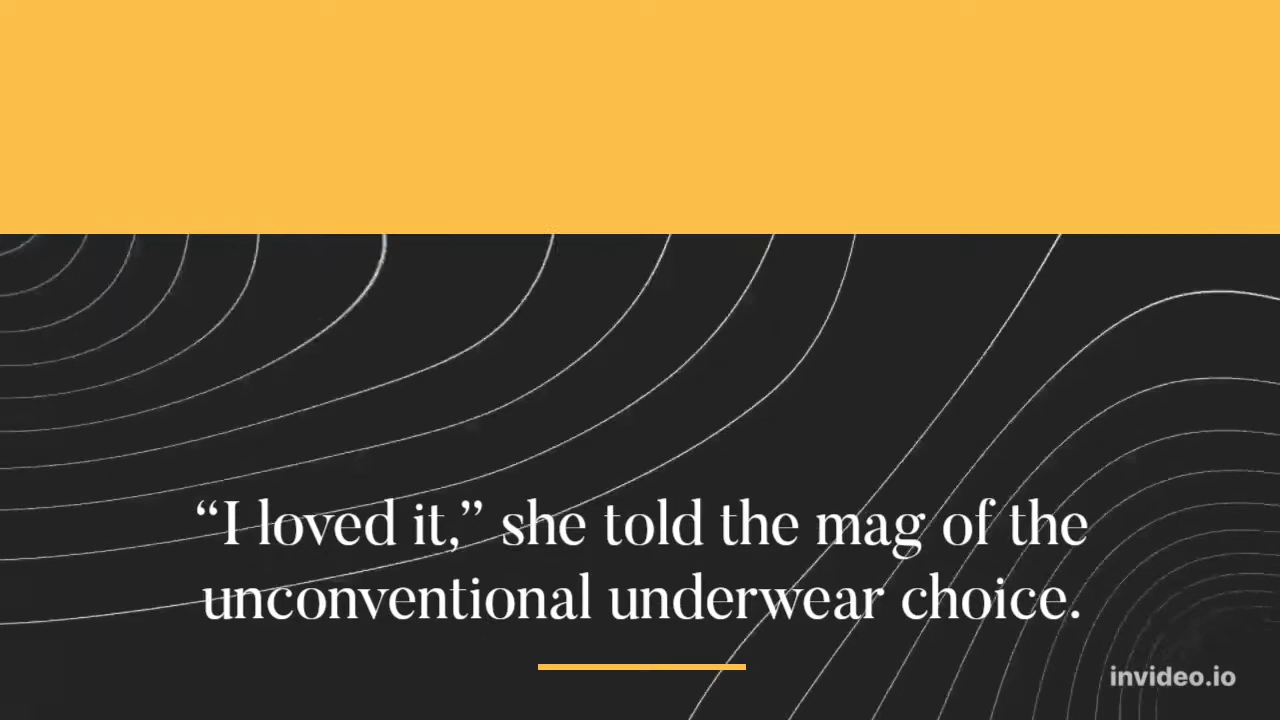 “I loved it,” she told the mag of the
unconventional underwear choice.
invideo.io